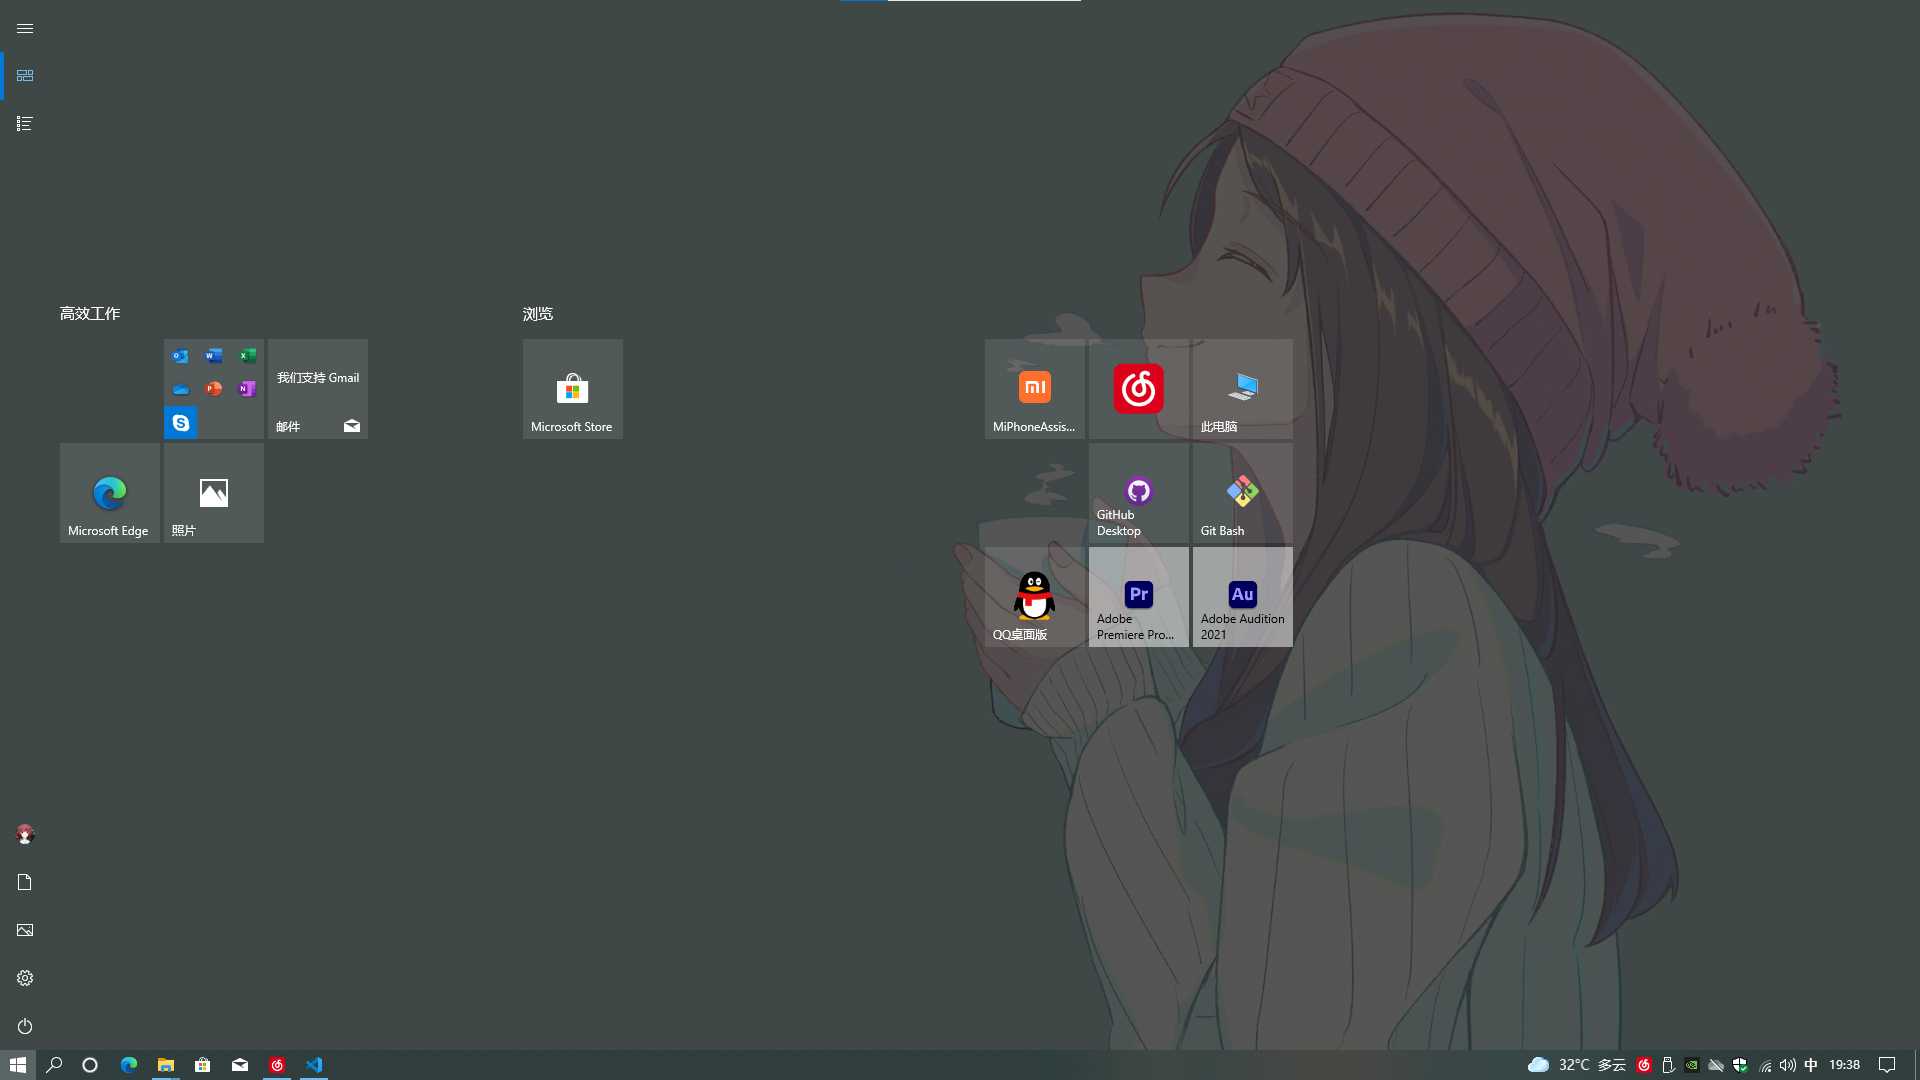 高效工作
浏览
我们支持 Gmail
邮件
Microsoft Store
MiPhoneAssis...
此电脑
Microsoft Edge
照片
GitHub
Desktop
Git Bash
QQ桌面版
Pr
Adobe
Premiere Pro...
Au
Adobe Audition
2021
32°C 多云
中
19:38